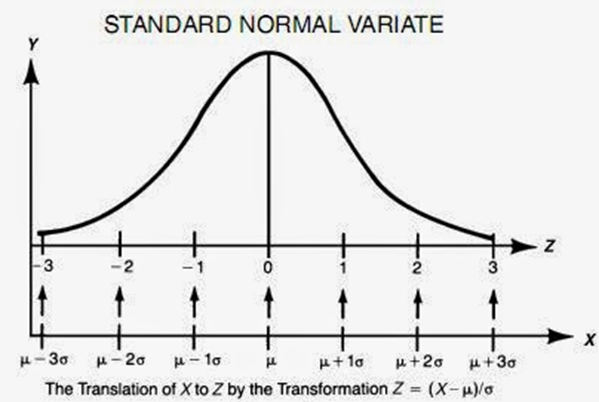 STANDARD NORMAL VARIATE
Y
-3 -2 -1 0 1 2 3 Z
μ-3σ μ-2σ μ-1σ μ μ+1σ μ+2σ μ+3σ X
The Translation of X to Z by the Transformation Z = (X-μ)/σ